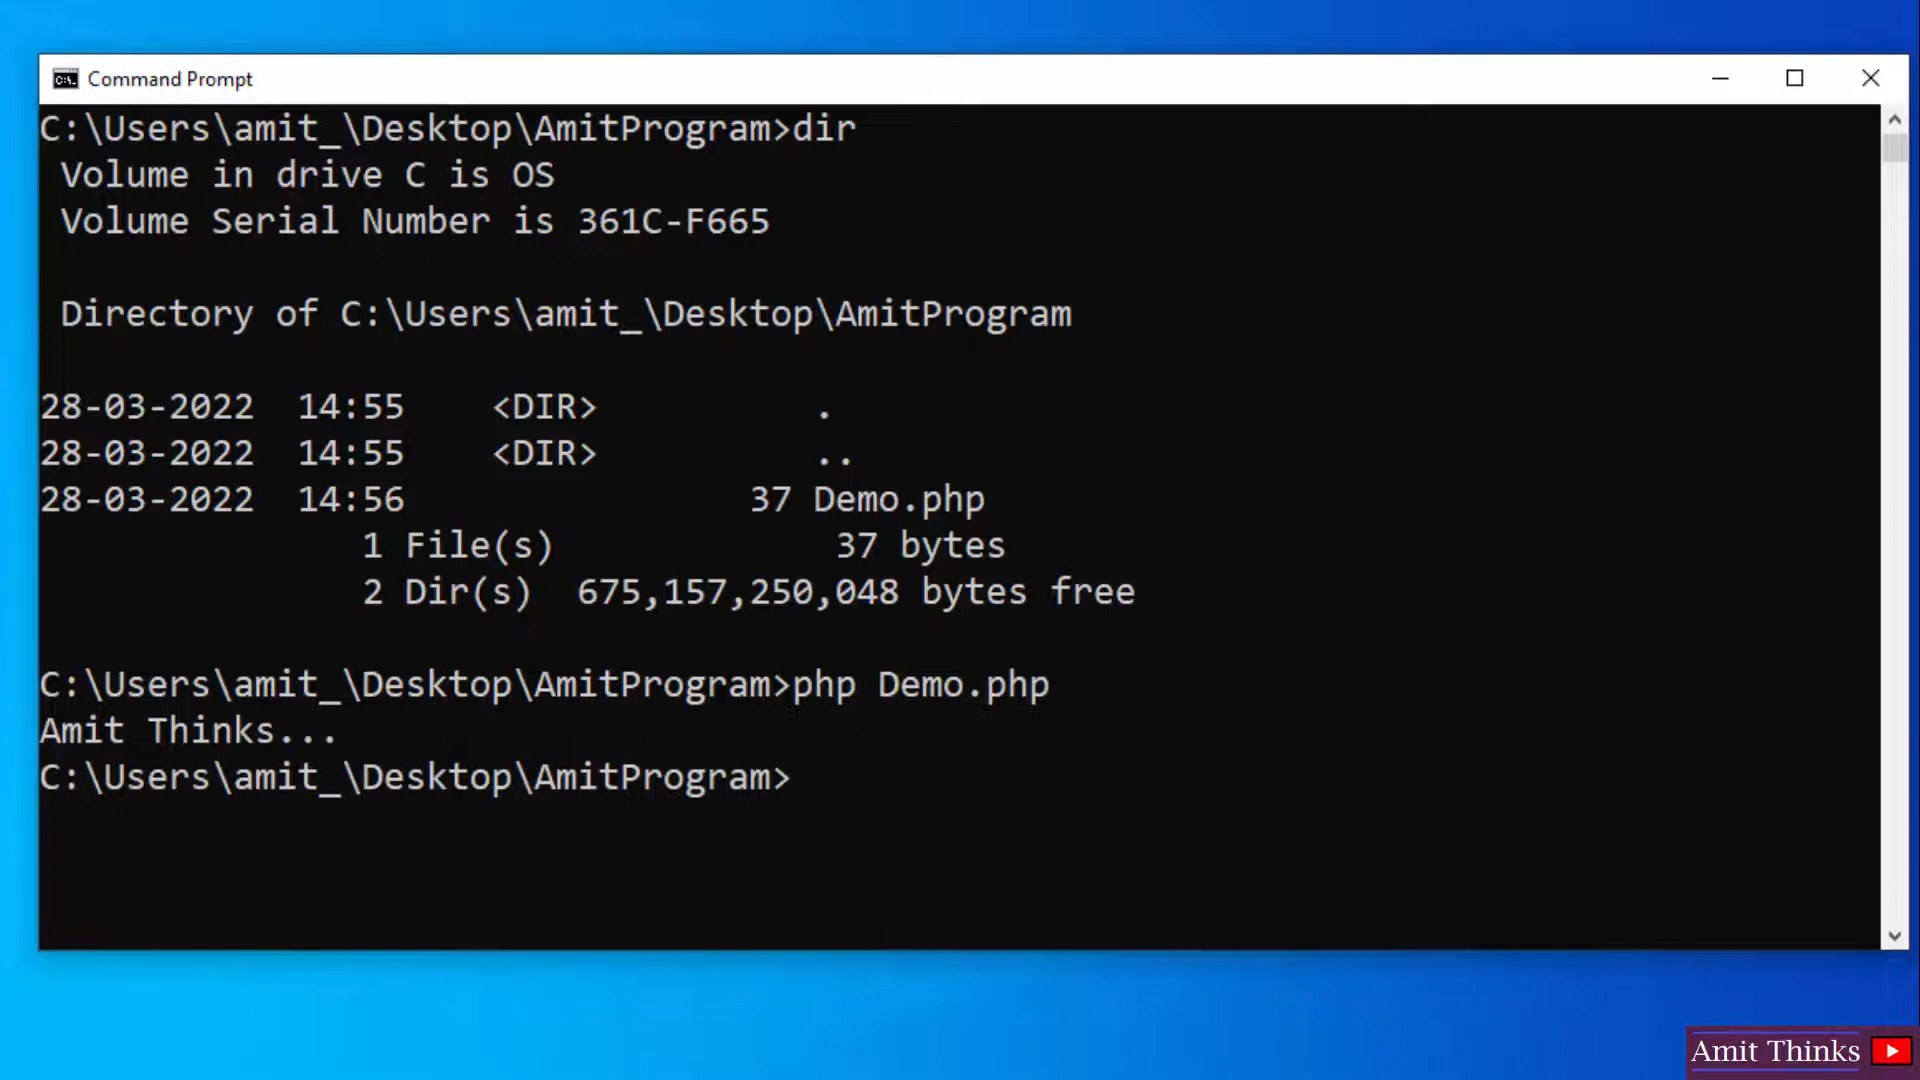 Command Prompt
C:\Users\amit_\Desktop\AmitProgram>dir
Volume in drive C is OS
Volume Serial Number is 361C-F665
Directory of C:\Users\amit_\Desktop\AmitProgram
28-03-2022 14:55 <DIR> .
28-03-2022 14:55 <DIR> ..
28-03-2022 14:56 37 Demo.php
1 File(s) 37 bytes
2 Dir(s) 675,157,250,048 bytes free
C:\Users\amit_\Desktop\AmitProgram>php Demo.php
Amit Thinks...
C:\Users\amit_\Desktop\AmitProgram>
Amit Thinks